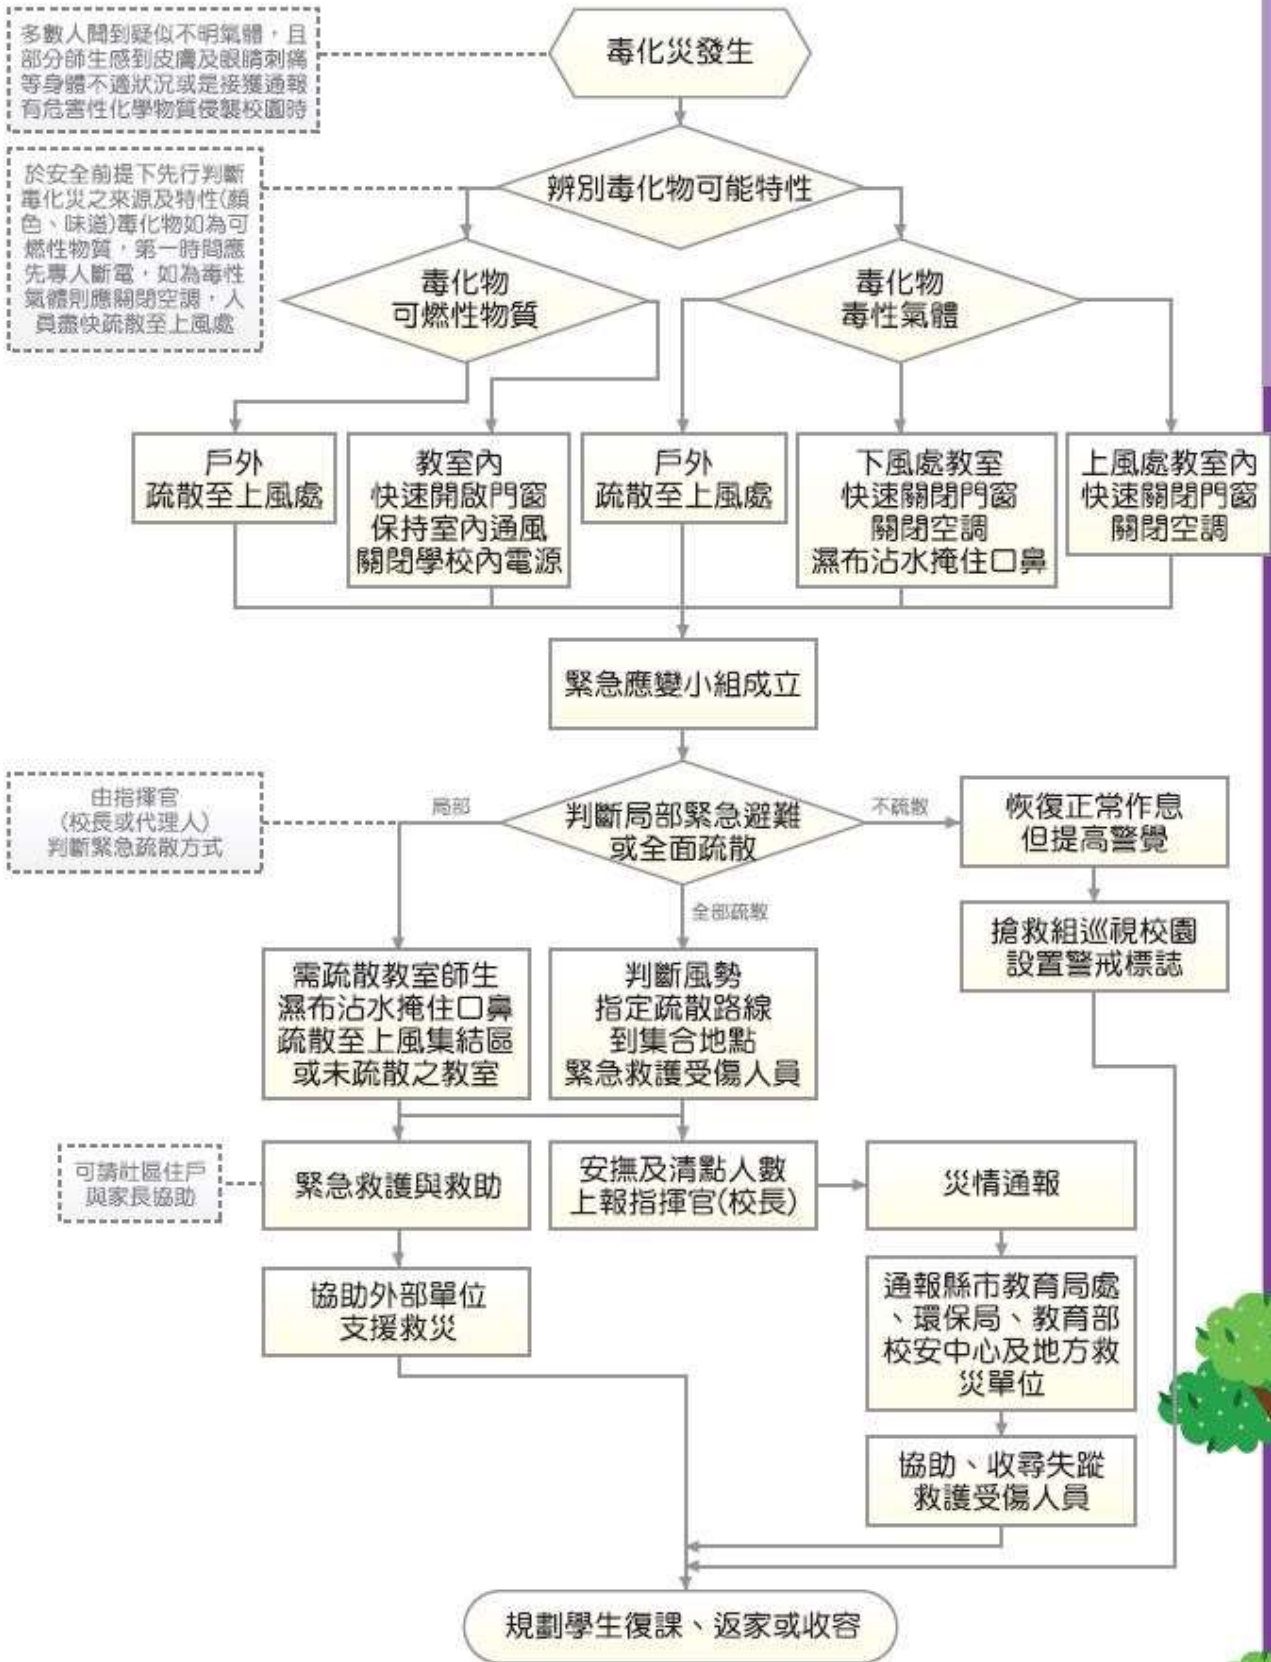 多數人聞到疑似不明氣體，且
部分師生感到皮膚及眼睛刺痛
等身體不適狀況或是接獲通報
有危害性化學物質侵襲校園時
毒化災發生
於安全前提下先行判斷
毒化災之來源及特性(顏
色、味道)毒化物如為可
燃性物質，第一時間應
先專人斷電，如為毒性
氣體則應關閉空調，人
員盡快疏散至上風處
辨別毒化物可能特性
毒化物
可燃性物質
毒化物
毒性氣體
戶外
疏散至上風處
教室內
快速開啟門窗
保持室內通風
關閉學校內電源
戶外
疏散至上風處
下風處教室
快速關閉門窗
關閉空調
濕布沾水掩住口鼻
上風處教室內
快速關閉門窗
關閉空調
緊急應變小組成立
由指揮官
(校長或代理人)
判斷緊急疏散方式
局部
判斷局部緊急避難
或全面疏散
不疏散
恢復正常作息
但提高警覺
全部疏散
搶救組巡視校園
設置警戒標誌
需疏散教室師生
濕布沾水掩住口鼻
疏散至上風集結區
或未疏散之教室
判斷風勢
指定疏散路線
到集合地點
緊急救護受傷人員
可請社區住戶
與家長協助
緊急救護與救助
安撫及清點人數
上報指揮官(校長)
災情通報
協助外部單位
支援救災
通報縣市教育局處
、環保局、教育部
校安中心及地方救
災單位
協助、收尋失蹤
救護受傷人員
規劃學生復課、返家或收容